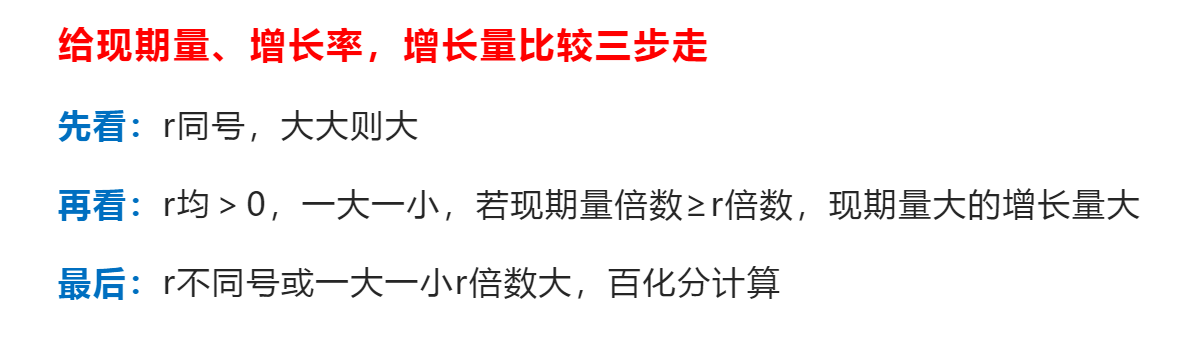 给现期量、增长率，增长量比较三步走
先看：r同号，大大则大
再看：r均＞0，一大一小，若现期量倍数≥r倍数，现期量大的增长量大
最后：r不同号或一大一小r倍数大，百化分计算